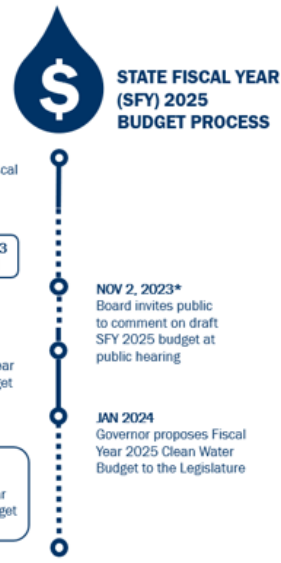 $
STATE FISCAL YEAR
(SFY) 2025
BUDGET PROCESS
NOV 2, 2023*
Board invites public
to comment on draft
SFY 2025 budget at
public hearing
JAN 2024
Governor proposes Fiscal
Year 2025 Clean Water
Budget to the Legislature